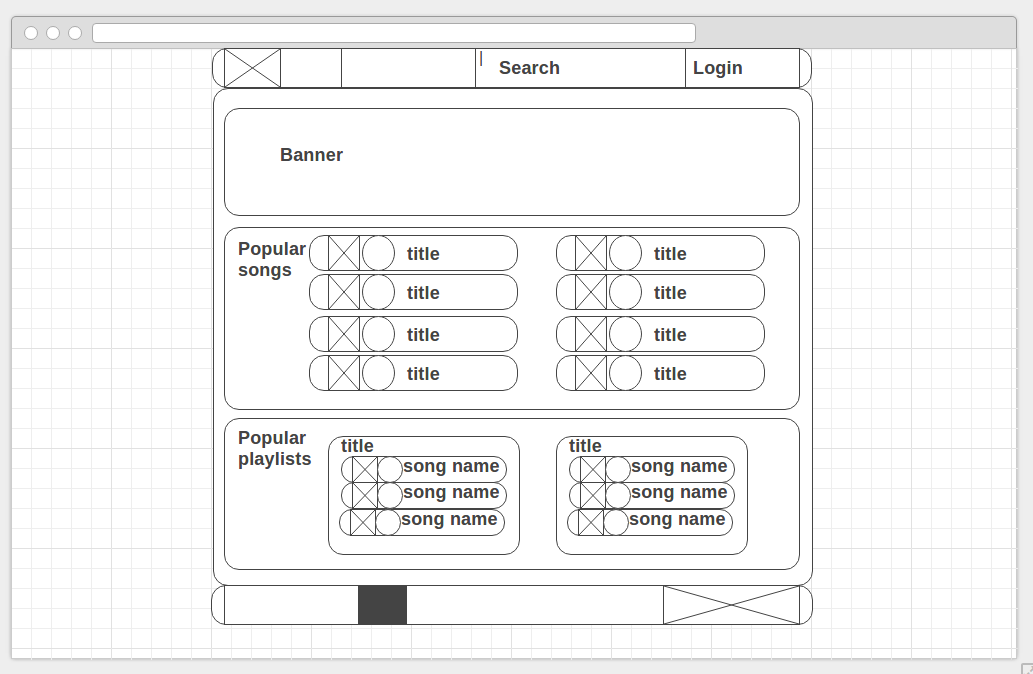 Search
Login
Banner
Popular
songs
title
title
title
title
title
title
title
title
Popular
playlists
title
song name
song name
song name
title
song name
song name
song name